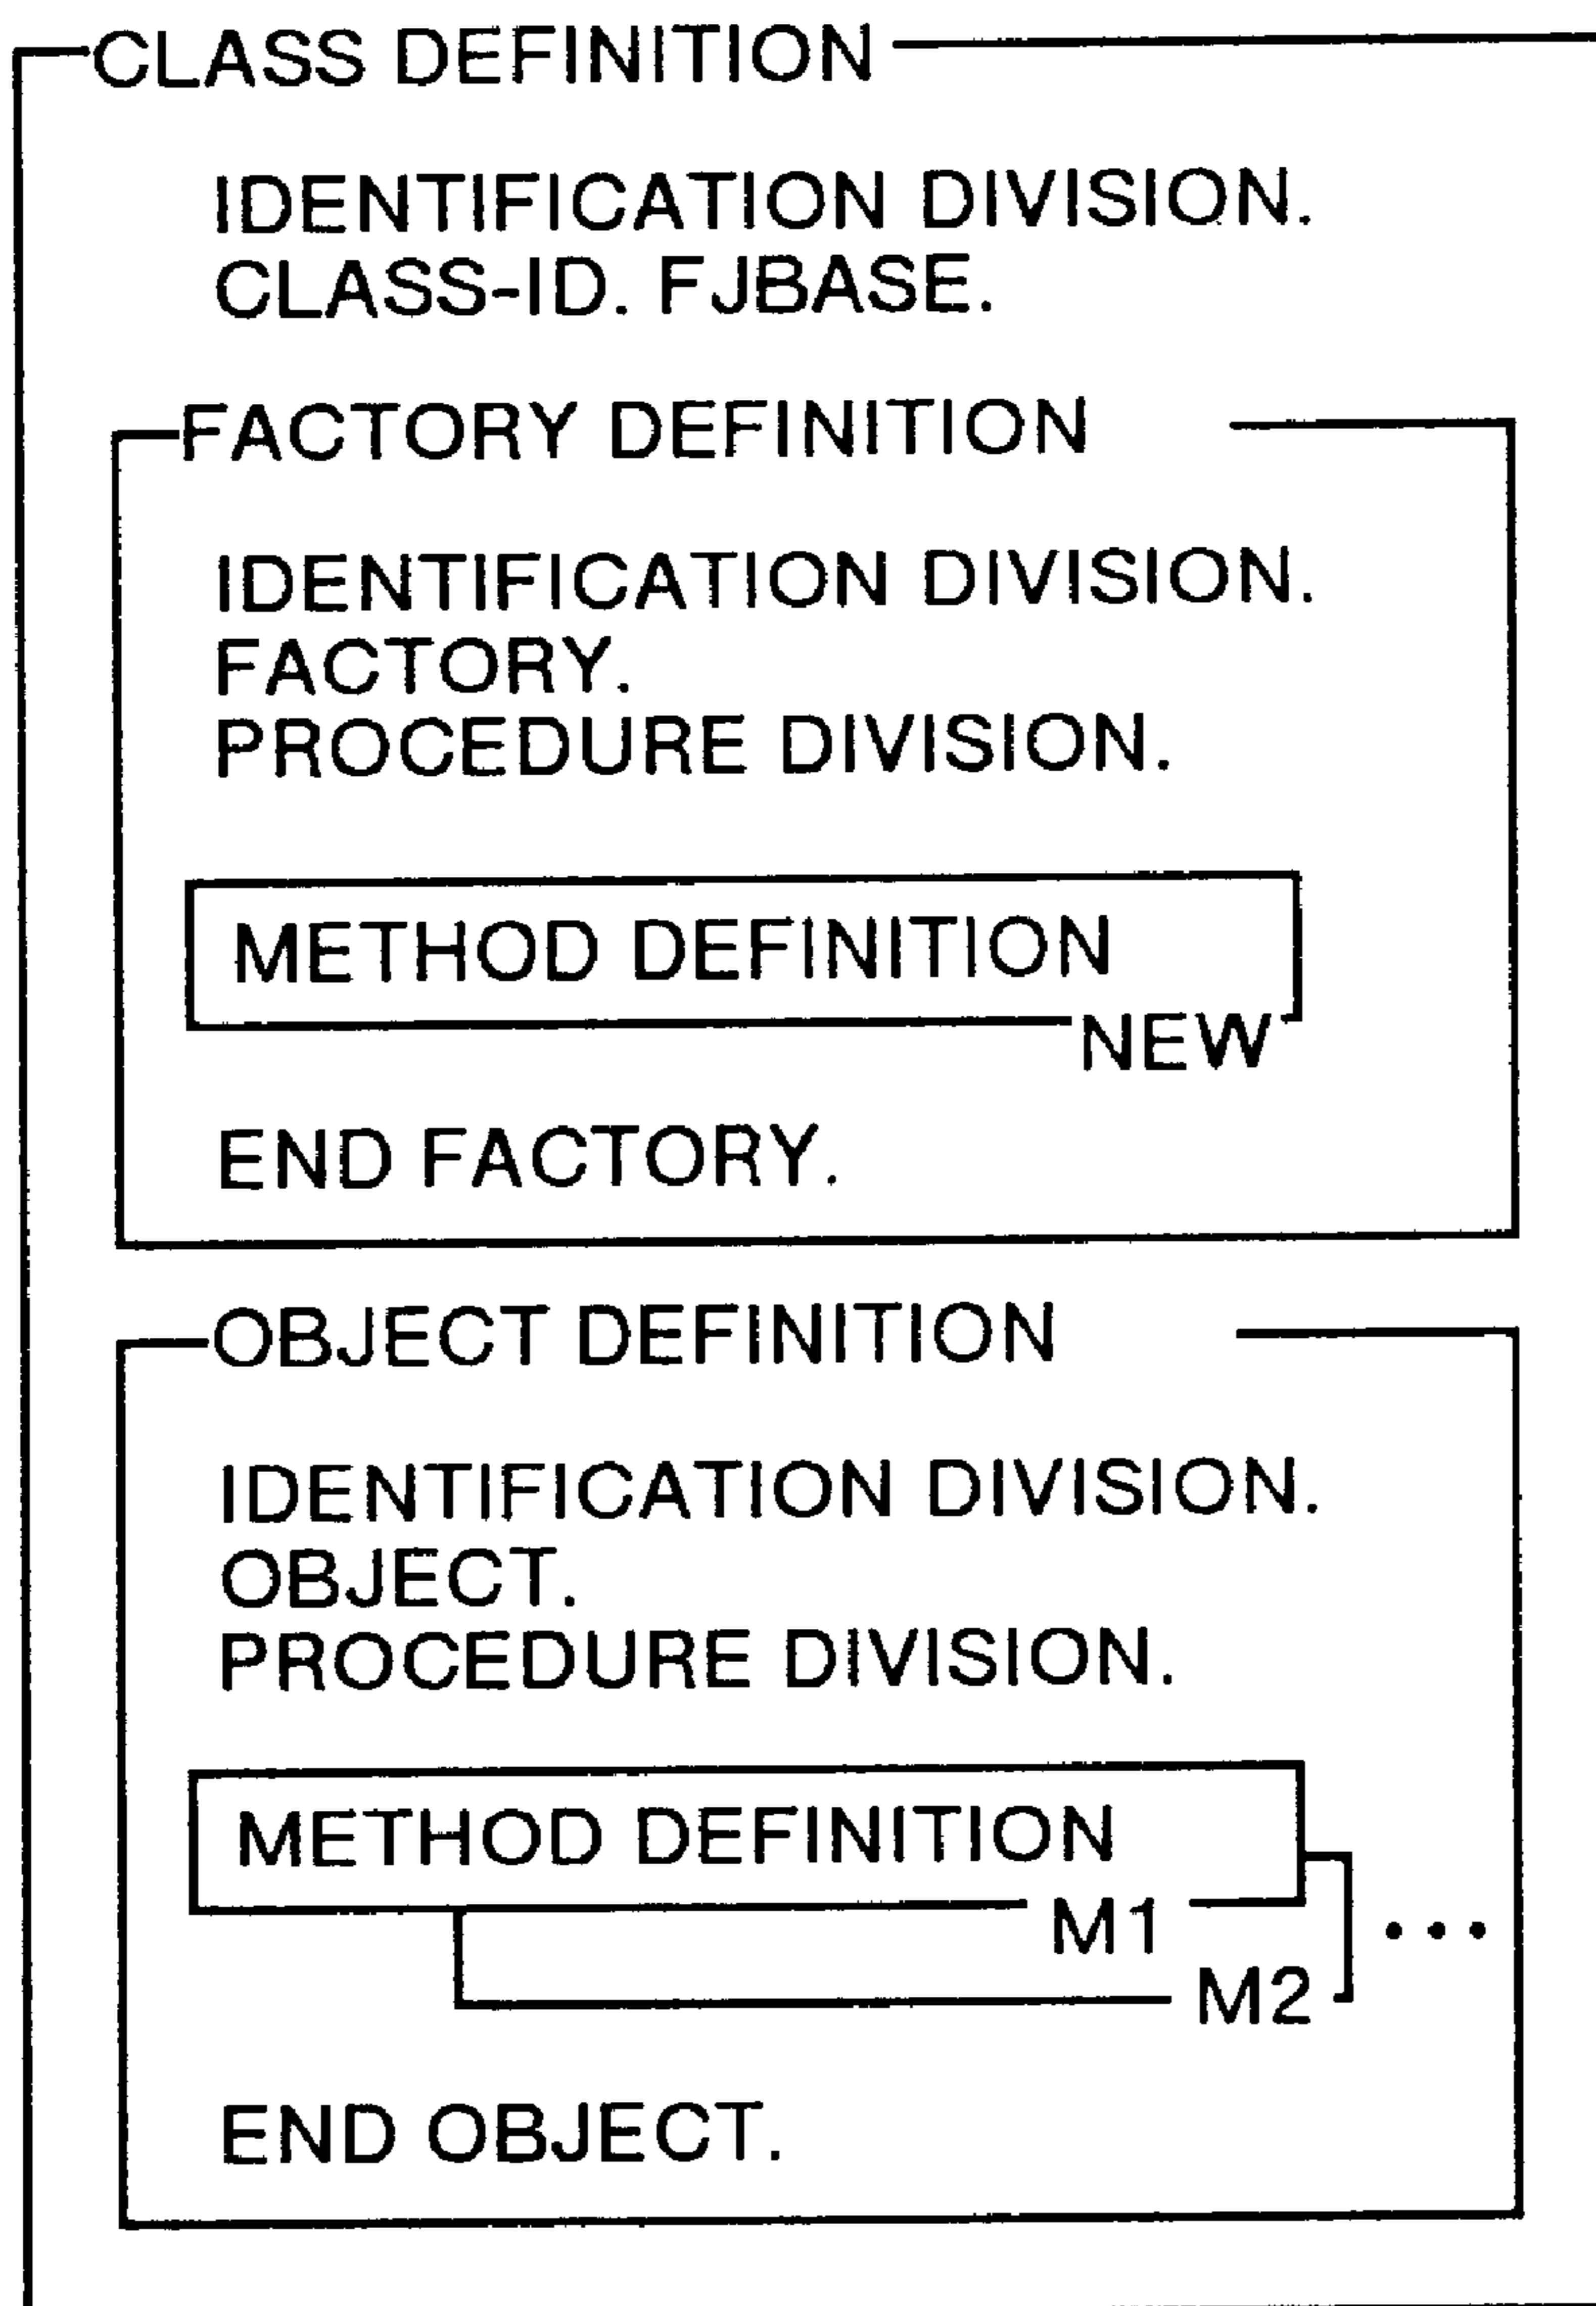 CLASS DEFINITION
IDENTIFICATION DIVISION.
CLASS-ID. FJBASE.
FACTORY DEFINITION
IDENTIFICATION DIVISION.
FACTORY.
PROCEDURE DIVISION.
METHOD DEFINITION
NEW
END FACTORY.
OBJECT DEFINITION
IDENTIFICATION DIVISION.
OBJECT.
PROCEDURE DIVISION.
METHOD DEFINITION
M1
...
M2
END OBJECT.